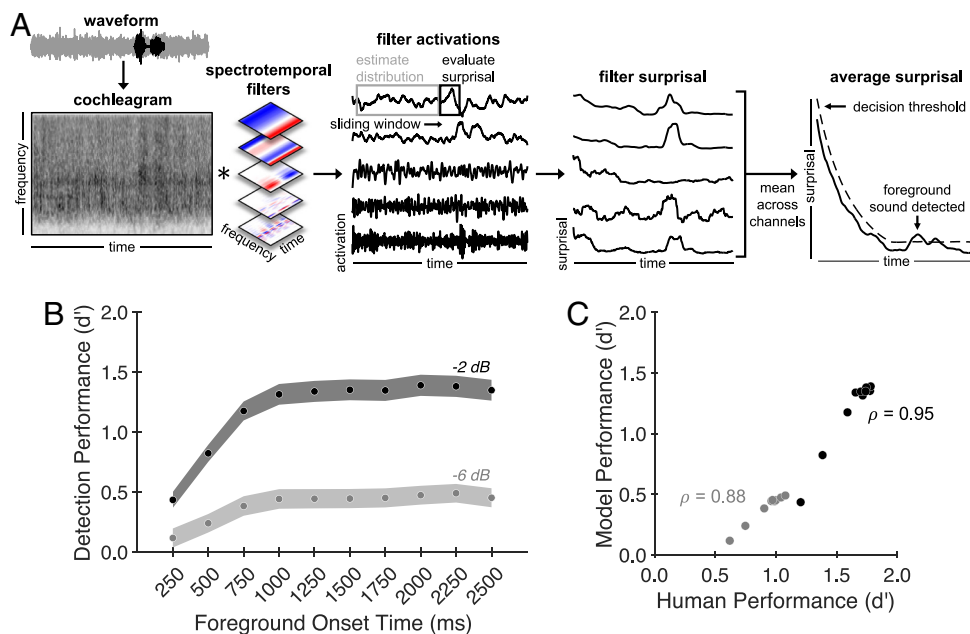 A
waveform
cochleagram
frequency
time
spectrotemporal
filters
*
frequency
time
filter activations
estimate
distribution
evaluate
surprisal
sliding window
activation
time
filter surprisal
surprisal
time
mean
across
channels
average surprisal
decision threshold
surprisal
foreground
sound detected
time
B
Detection Performance (d')
2.0
1.5
1.0
0.5
0.0
-2 dB
-6 dB
250
500
750
1000
1250
1500
1750
2000
2250
2500
Foreground Onset Time (ms)
C
Model Performance (d')
2.0
1.5
1.0
0.5
0.0
ρ = 0.95
ρ = 0.88
0.0 0.5 1.0 1.5 2.0
Human Performance (d')